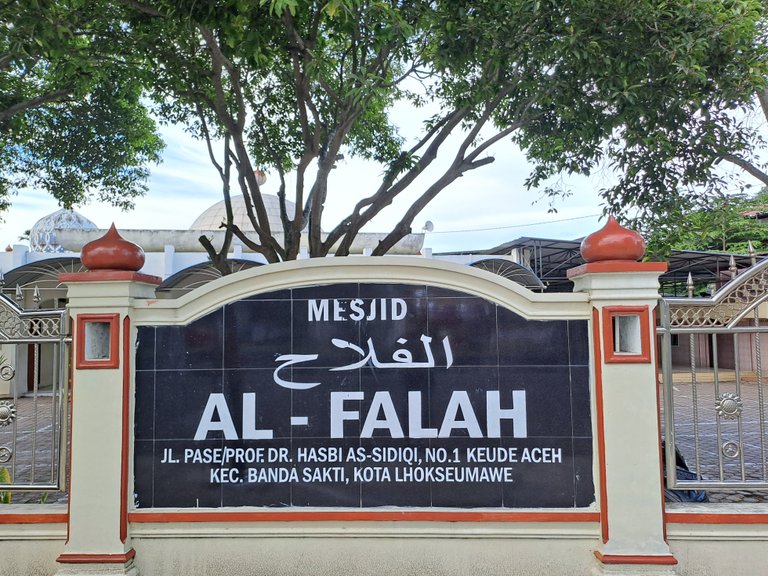 MESJID
الفلاح
AL - FALAH
JL. PASE/PROF. DR. HASBI AS-SIDIQI, NO.1 KEUDE ACEH
KEC. BANDA SAKTI, KOTA LHOKSEUMAWE